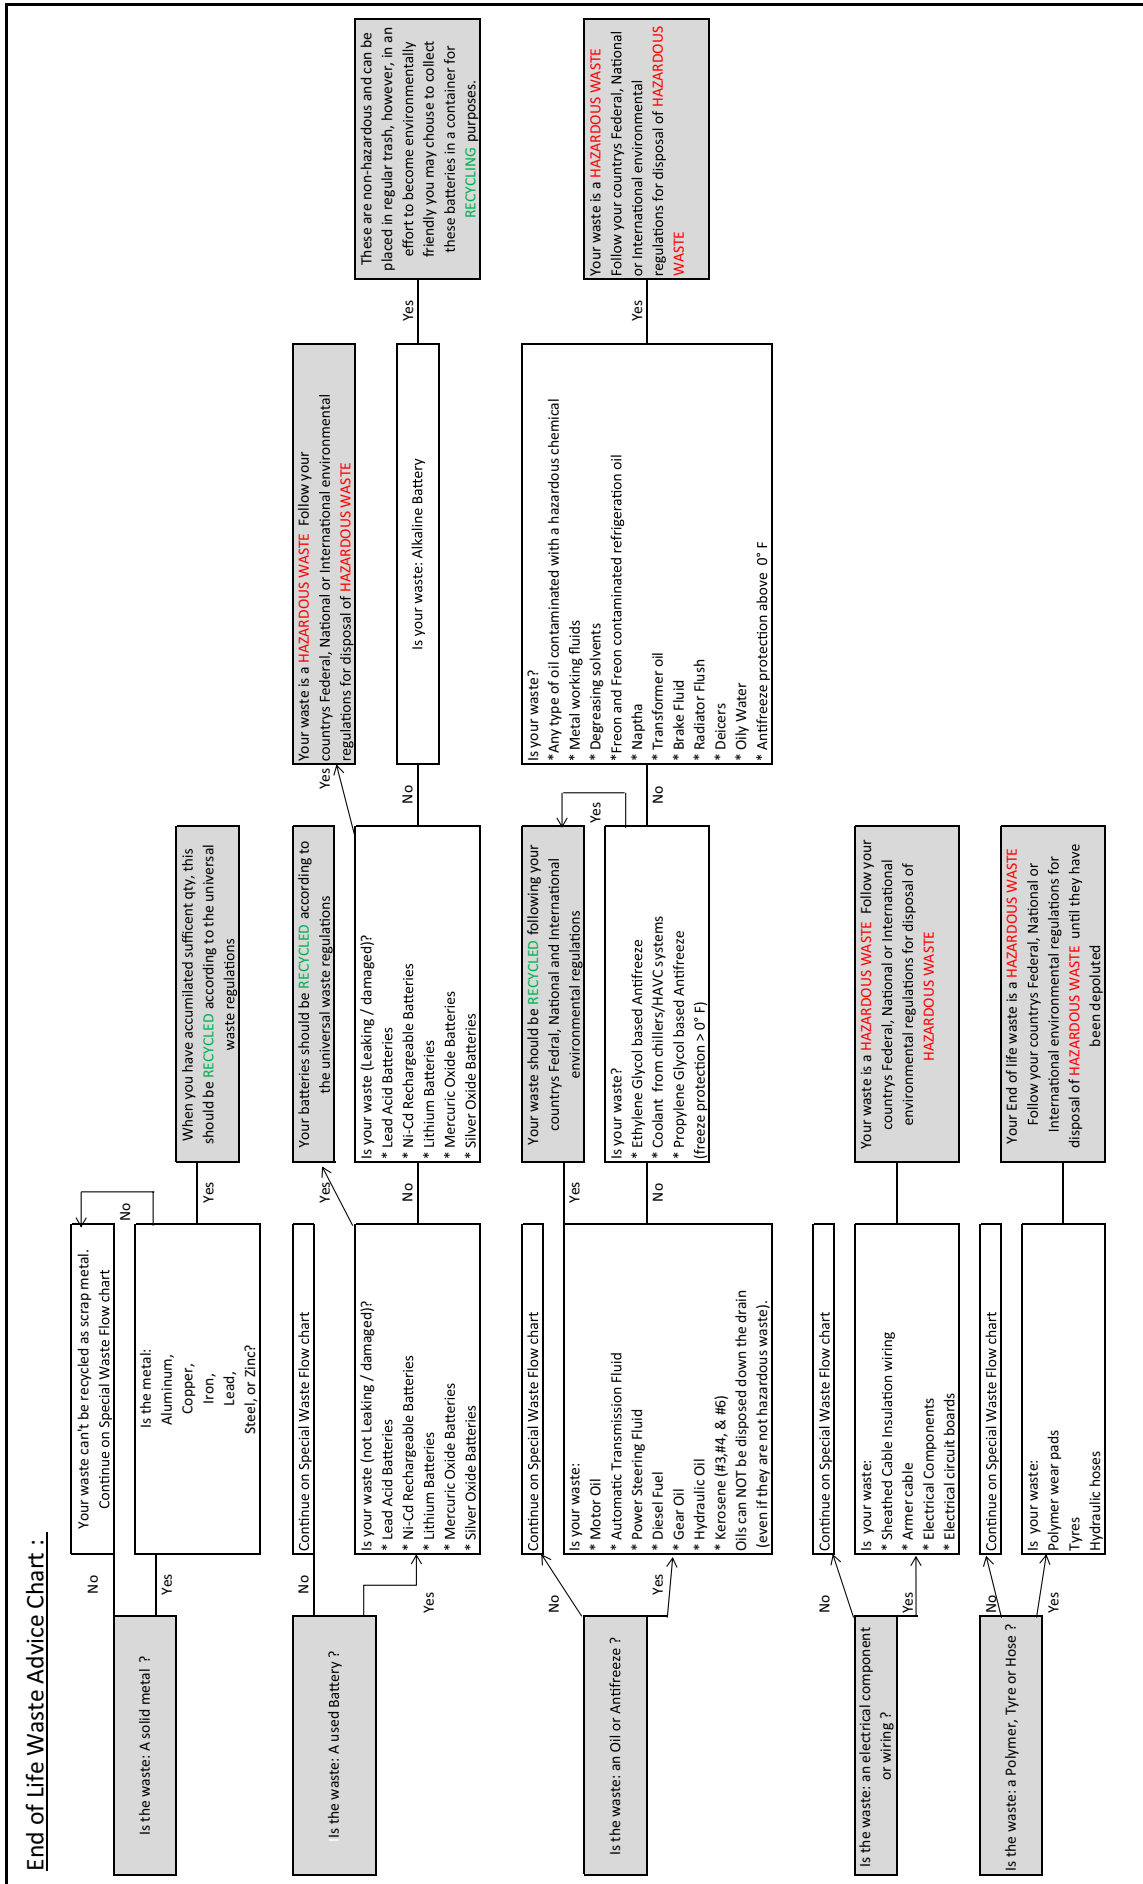 End of Life Waste Advice Chart :
Is the waste: A solid metal ?
No
Yes
Your waste can't be recycled as scrap metal.
Continue on Special Waste Flow chart
Is the metal:
Aluminum,
Copper,
Iron,
Lead,
Steel, or Zinc?
No
Yes
When you have accumilated sufficent qty, this
should be RECYCLED according to the universal
waste regulations
Is the waste: A used Battery ?
No
Yes
Continue on Special Waste Flow chart
Is your waste (not Leaking / damaged)?
* Lead Acid Batteries
* Ni-Cd Rechargeable Batteries
* Lithium Batteries
* Mercuric Oxide Batteries
* Silver Oxide Batteries
Yes
No
Your batteries should be RECYCLED according to
the universal waste regulations
Is your waste (Leaking / damaged)?
* Lead Acid Batteries
* Ni-Cd Rechargeable Batteries
* Lithium Batteries
* Mercuric Oxide Batteries
* Silver Oxide Batteries
Yes
No
Your waste is a HAZARDOUS WASTE Follow your
countrys Federal, National or International environmental
regulations for disposal of HAZARDOUS WASTE
Is your waste: Alkaline Battery
Yes
These are non-hazardous and can be
placed in regular trash, however, in an
effort to become environmentally
friendly you may chouse to collect
these batteries in a container for
RECYCLING purposes.
Is the waste: an Oil or Antifreeze ?
No
Yes
Continue on Special Waste Flow chart
Is your waste:
* Motor Oil
* Automatic Transmission Fluid
* Power Steering Fluid
* Diesel Fuel
* Gear Oil
* Hydraulic Oil
* Kerosene (#3,#4, & #6)
Oils can NOT be disposed down the drain
(even if they are not hazardous waste).
Yes
No
Your waste should be RECYCLED following your
countrys Fedral, National and International
environmental regulations
Is your waste?
* Ethylene Glycol based Antifreeze
* Coolant from chillers/HAVC systems
* Propylene Glycol based Antifreeze
(freeze protection > 0° F)
Yes
No
Is your waste?
*Any type of oil contaminated with a hazardous chemical
* Metal working fluids
* Degreasing solvents
*Freon and Freon contaminated refrigeration oil
* Naptha
* Transformer oil
* Brake Fluid
* Radiator Flush
* Deicers
* Oily Water
* Antifreeze protection above 0° F
Yes
Your waste is a HAZARDOUS WASTE
Follow your countrys Federal, National
or International environmental
regulations for disposal of HAZARDOUS
WASTE
Is the waste: an electrical component
or wiring ?
No
Yes
Continue on Special Waste Flow chart
Is your waste:
* Sheathed Cable Insulation wiring
* Armer cable
* Electrical Components
* Electrical circuit boards
Your waste is a HAZARDOUS WASTE Follow your
countrys Federal, National or International
environmental regulations for disposal of
HAZARDOUS WASTE
Is the waste: a Polymer, Tyre or Hose ?
No
Yes
Continue on Special Waste Flow chart
Is your waste:
Polymer wear pads
Tyres
Hydraulic hoses
Your End of life waste is a HAZARDOUS WASTE
Follow your countrys Federal, National or
International environmental regulations for
disposal of HAZARDOUS WASTE until they have
been depoluted